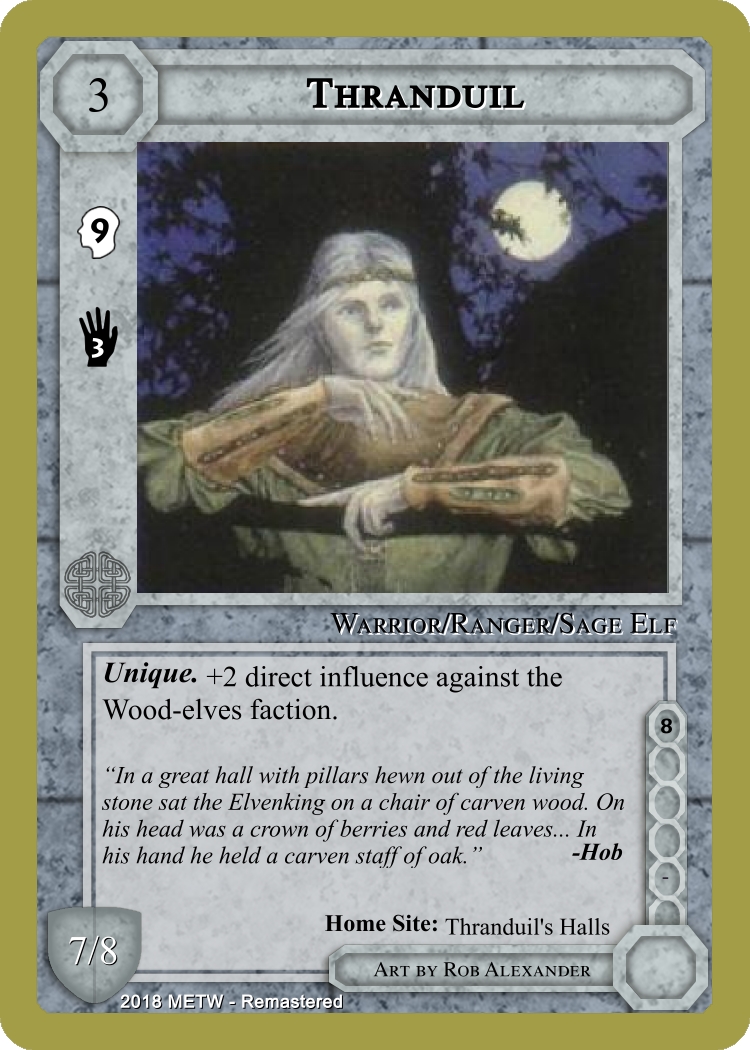 3
THRANDUIL
9
3
WARRIOR/RANGER/SAGE ELF
Unique. +2 direct influence against the
Wood-elves faction.
“In a great hall with pillars hewn out of the living
stone sat the Elvenking on a chair of carven wood. On
his head was a crown of berries and red leaves... In
his hand he held a carven staff of oak.” -Hob
8
-
Home Site: Thranduil's Halls
7/8
ART BY ROB ALEXANDER
2018 METW - Remastered